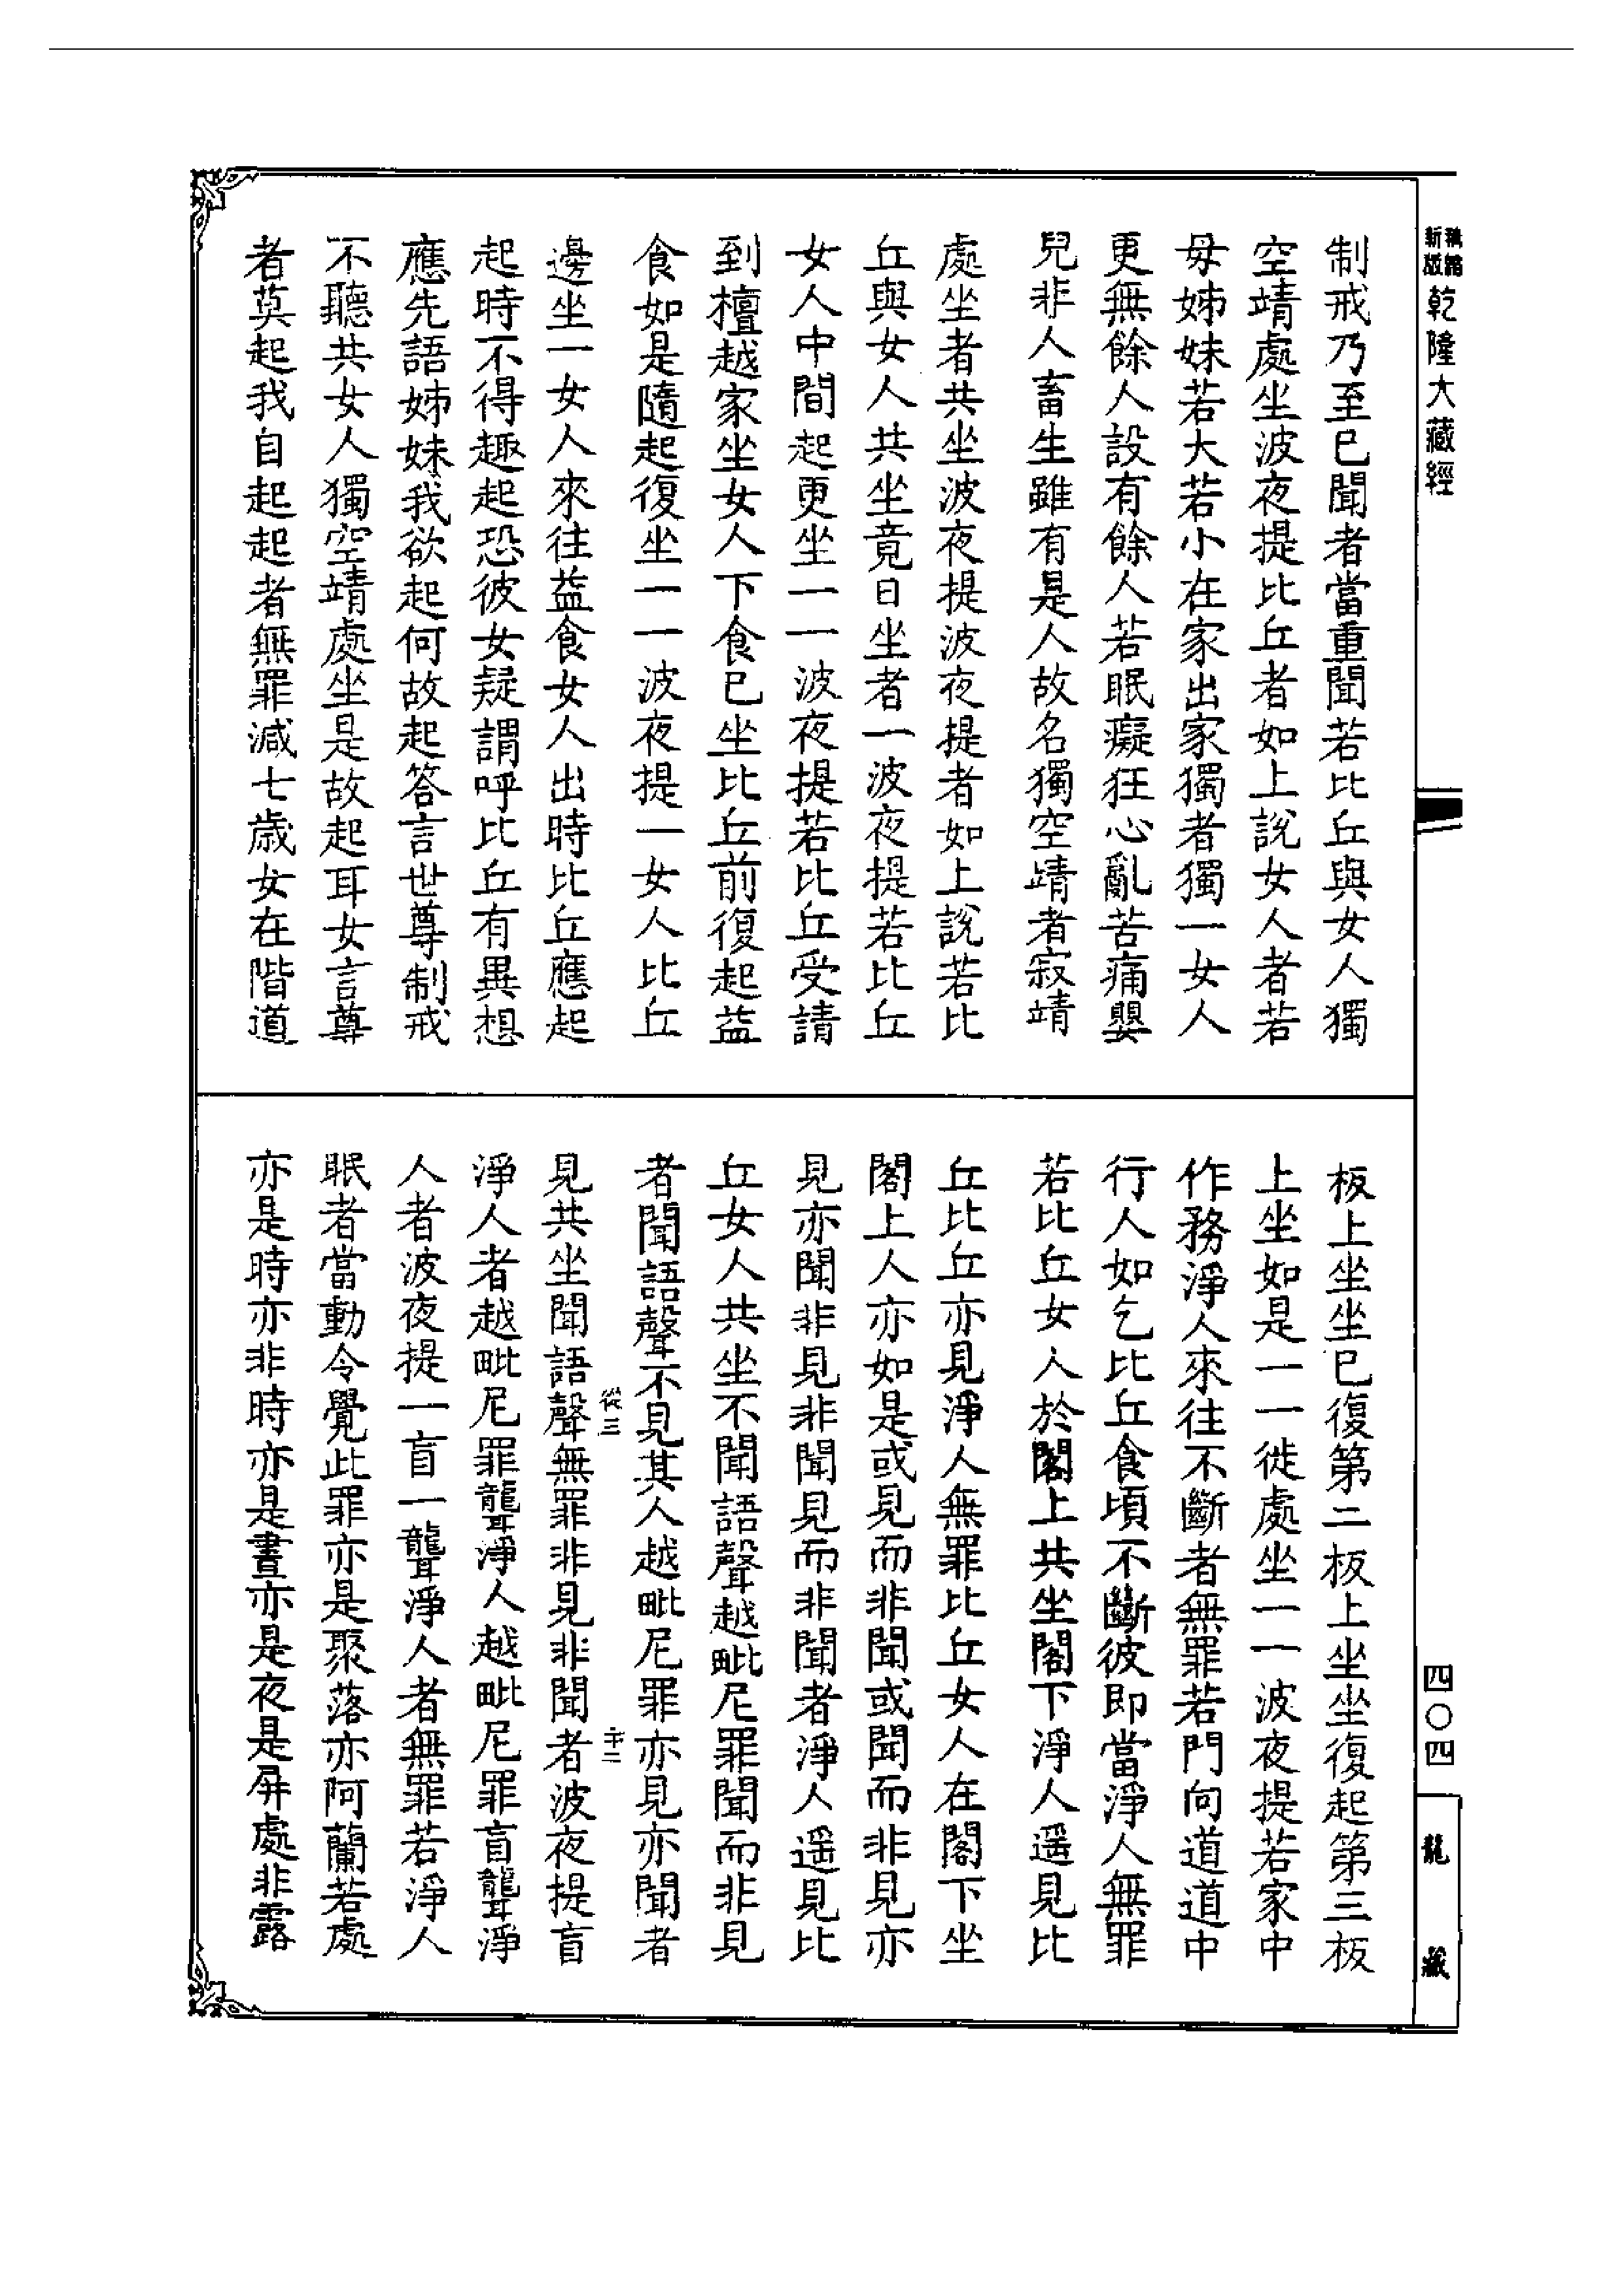 制戒乃至已聞者當重聞若比丘與女人獨
空靖處坐波夜提比丘者如上說女人者若
母姊妹若大若小在家出家獨者獨一女人
更無餘人設有餘人若眠癡狂心亂苦痛嬰
兒非人畜生雖有是人故名獨空靖者寂靖
處坐者共坐波夜提波夜提者如上說若比
丘與女人共坐竟日坐者一波夜提若比丘
女人中間起更坐一一波夜提若比丘受請
到檀越家坐女人下食已坐比丘前復起益
食如是隨起復坐一一波夜提一女人比丘
邊坐一女人來往益食女人出時比丘應起
起時不得趣起恐彼女疑謂呼比丘有異想
應先語姊妹我欲起何故起答言世尊制戒
不聽共女人獨空靖處坐是故起耳女言尊
者莫起我自起起者無罪減七歲女在階道
板上坐坐已復第二板上坐坐復起第三板
上坐如是一一徙處坐一一波夜提若家中
作務淨人來往不斷者無罪若門向道道中
行人如乞比丘食頃不斷彼即當淨人無罪
若比丘女人於閣上共坐閣下淨人遥見比
丘比丘亦見淨人無罪比丘女人在閣下坐
閣上人亦如是或見而非聞或聞而非見亦
見亦聞非見非聞見而非聞者淨人遥見比
丘女人共坐不聞語聲越毗尼罪聞而非見
者聞語聲不見其人越毗尼罪亦見亦聞者
見共坐聞語聲無罪非見非聞者波夜提盲
淨人者越毗尼罪聾淨人越毗尼罪盲聾淨
人者波夜提一盲一聾淨人者無罪若淨人
眠者當動令覺此罪亦是聚落亦阿蘭若處
亦是時亦非時亦是晝亦是夜是屏處非露
從三
十二
新版
乾隆大藏經
四〇四
龍藏